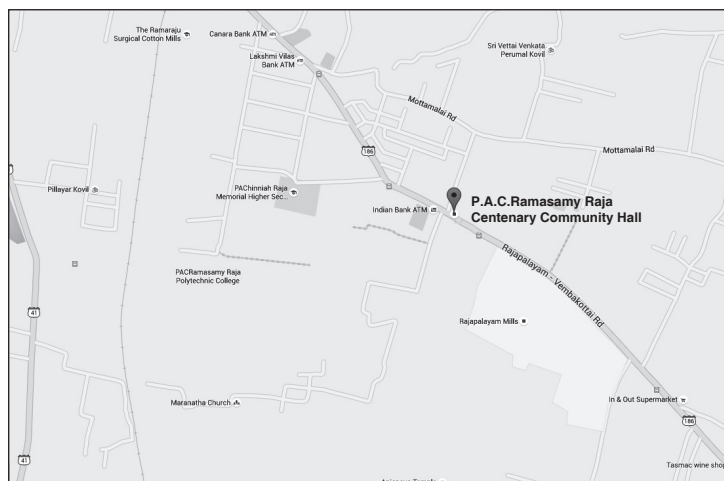 The Ramaraju
Surgical Cotton Mills
Canara Bank ATM
Lakshmi Vilas
Bank ATM
Sri Vettai Venkata
Perumal Kovil
Mottamalai Rd
Mottamalai Rd
186
Pillayar Kovil
PAChinniah Raja
Memorial Higher Sec...
Indian Bank ATM
P.A.C.Ramasamy Raja
Centenary Community Hall
Rajapalayam - Vembakottai Rd
PACRamasamy Raja
Polytechnic College
41
Rajapalayam Mills
Maranatha Church
In & Out Supermarket
186
41
Tasmac wine shop